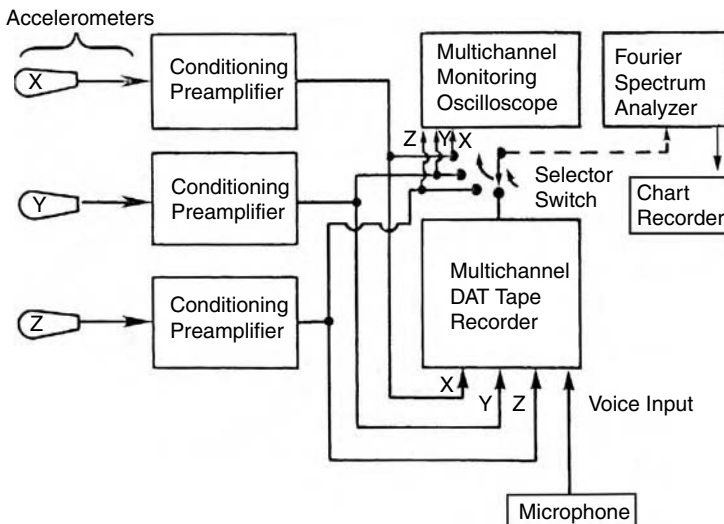 Accelerometers
X
Conditioning
Preamplifier
Multichannel
Monitoring
Oscilloscope
Fourier
Spectrum
Analyzer
Z Y X
Selector
Switch
Chart
Recorder
Y
Conditioning
Preamplifier
Z
Conditioning
Preamplifier
Multichannel
DAT Tape
Recorder
X Y Z
Voice Input
Microphone